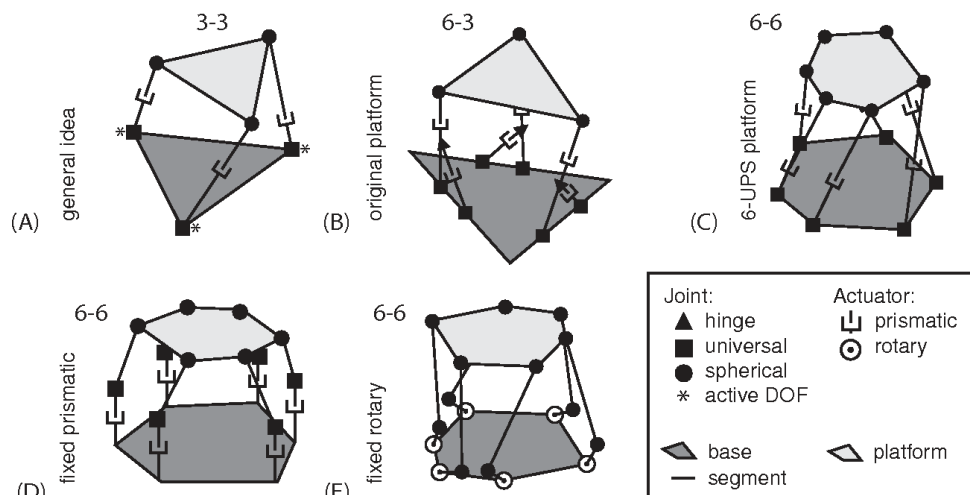 3-3
general idea
*
*
*
(A)
6-3
original platform
(B)
6-6
6-UPS platform
(C)
6-6
fixed prismatic
(D)
6-6
fixed rotary
(E)
Joint:
hinge
universal
spherical
* active DOF
Actuator:
prismatic
rotary
base
segment
platform